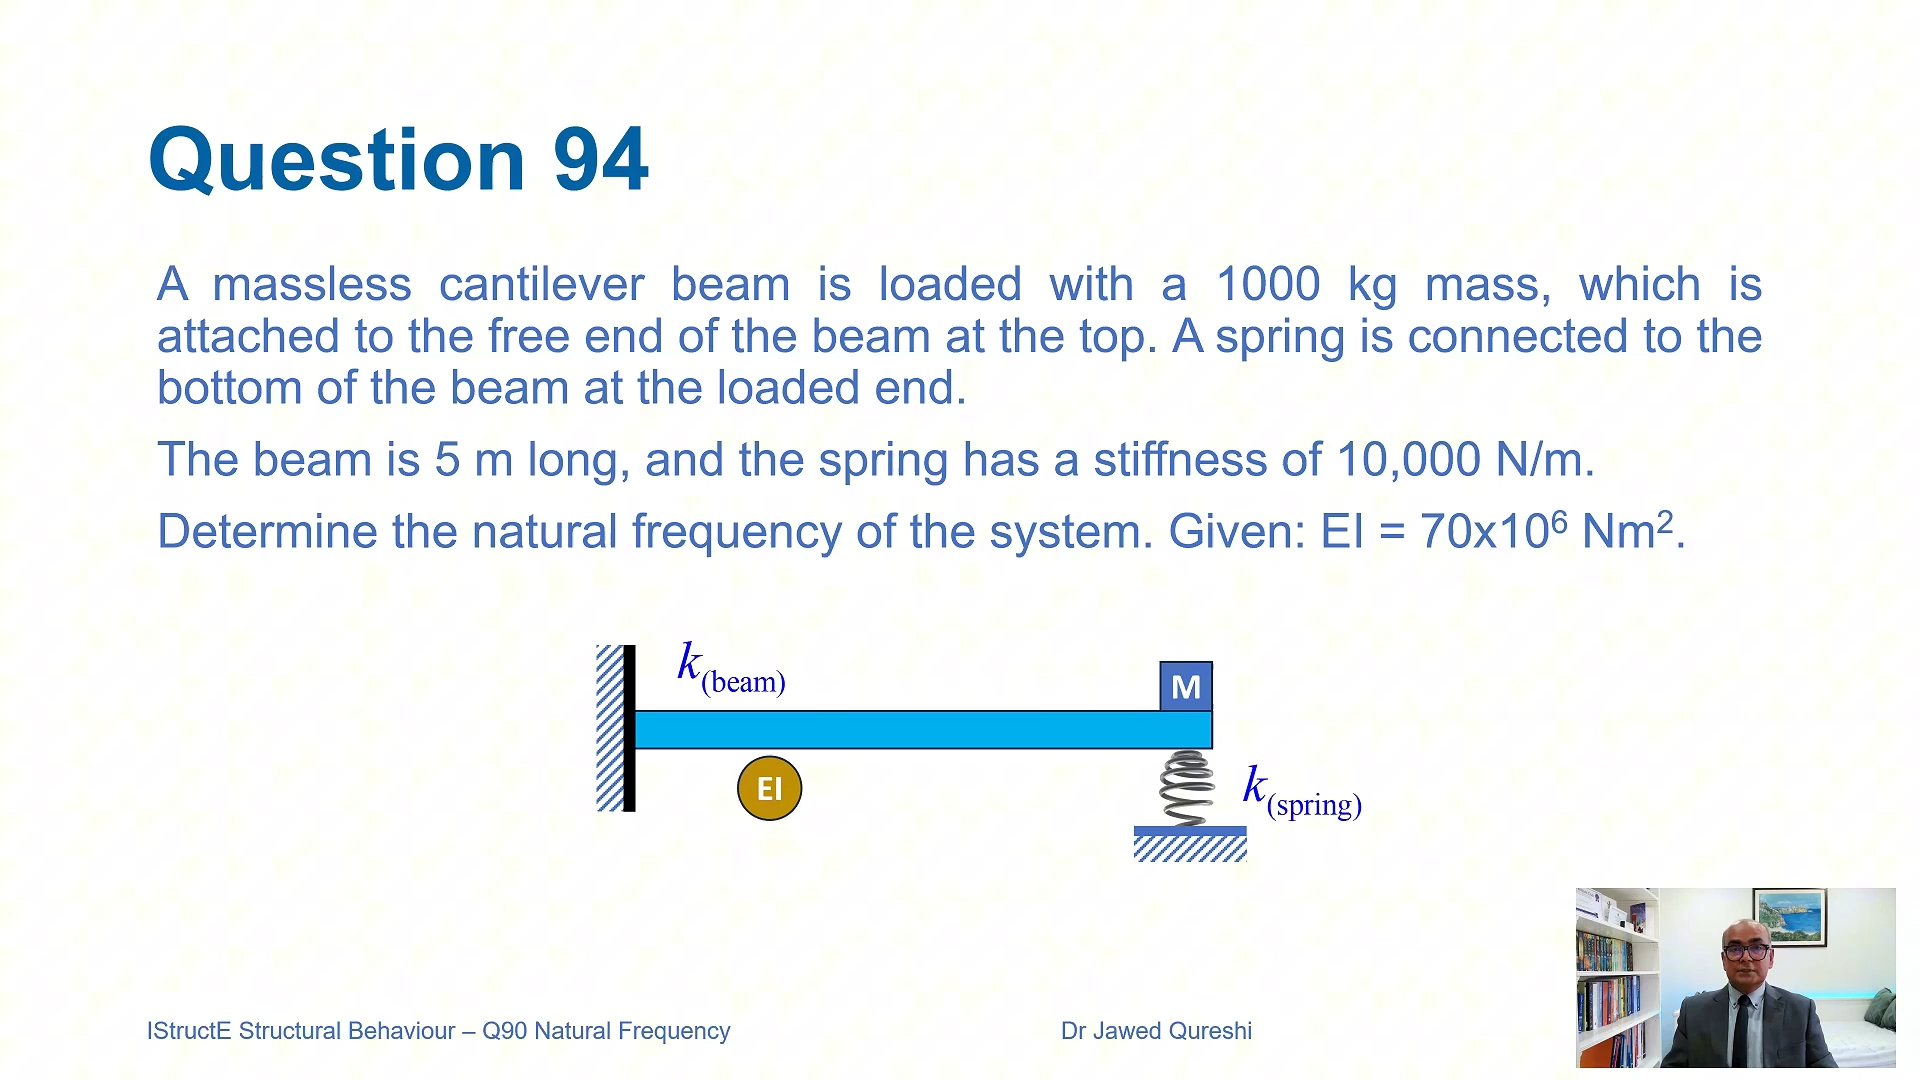 Question 94
A massless cantilever beam is loaded with a 1000 kg mass, which is
attached to the free end of the beam at the top. A spring is connected to the
bottom of the beam at the loaded end.
The beam is 5 m long, and the spring has a stiffness of 10,000 N/m.
Determine the natural frequency of the system. Given: EI = 70x10⁶ Nm².
k(beam)
M
EI
k(spring)
IStructE Structural Behaviour – Q90 Natural Frequency
Dr Jawed Qureshi